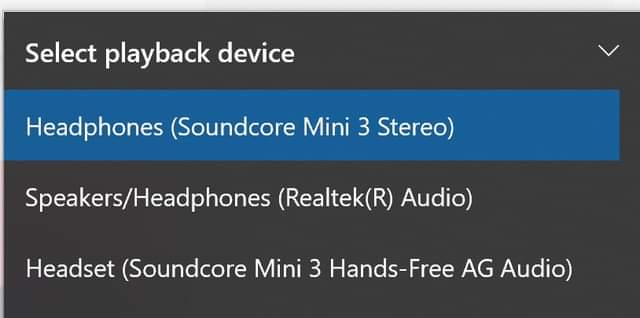 Select playback device
Headphones (Soundcore Mini 3 Stereo)
Speakers/Headphones (Realtek(R) Audio)
Headset (Soundcore Mini 3 Hands-Free AG Audio)